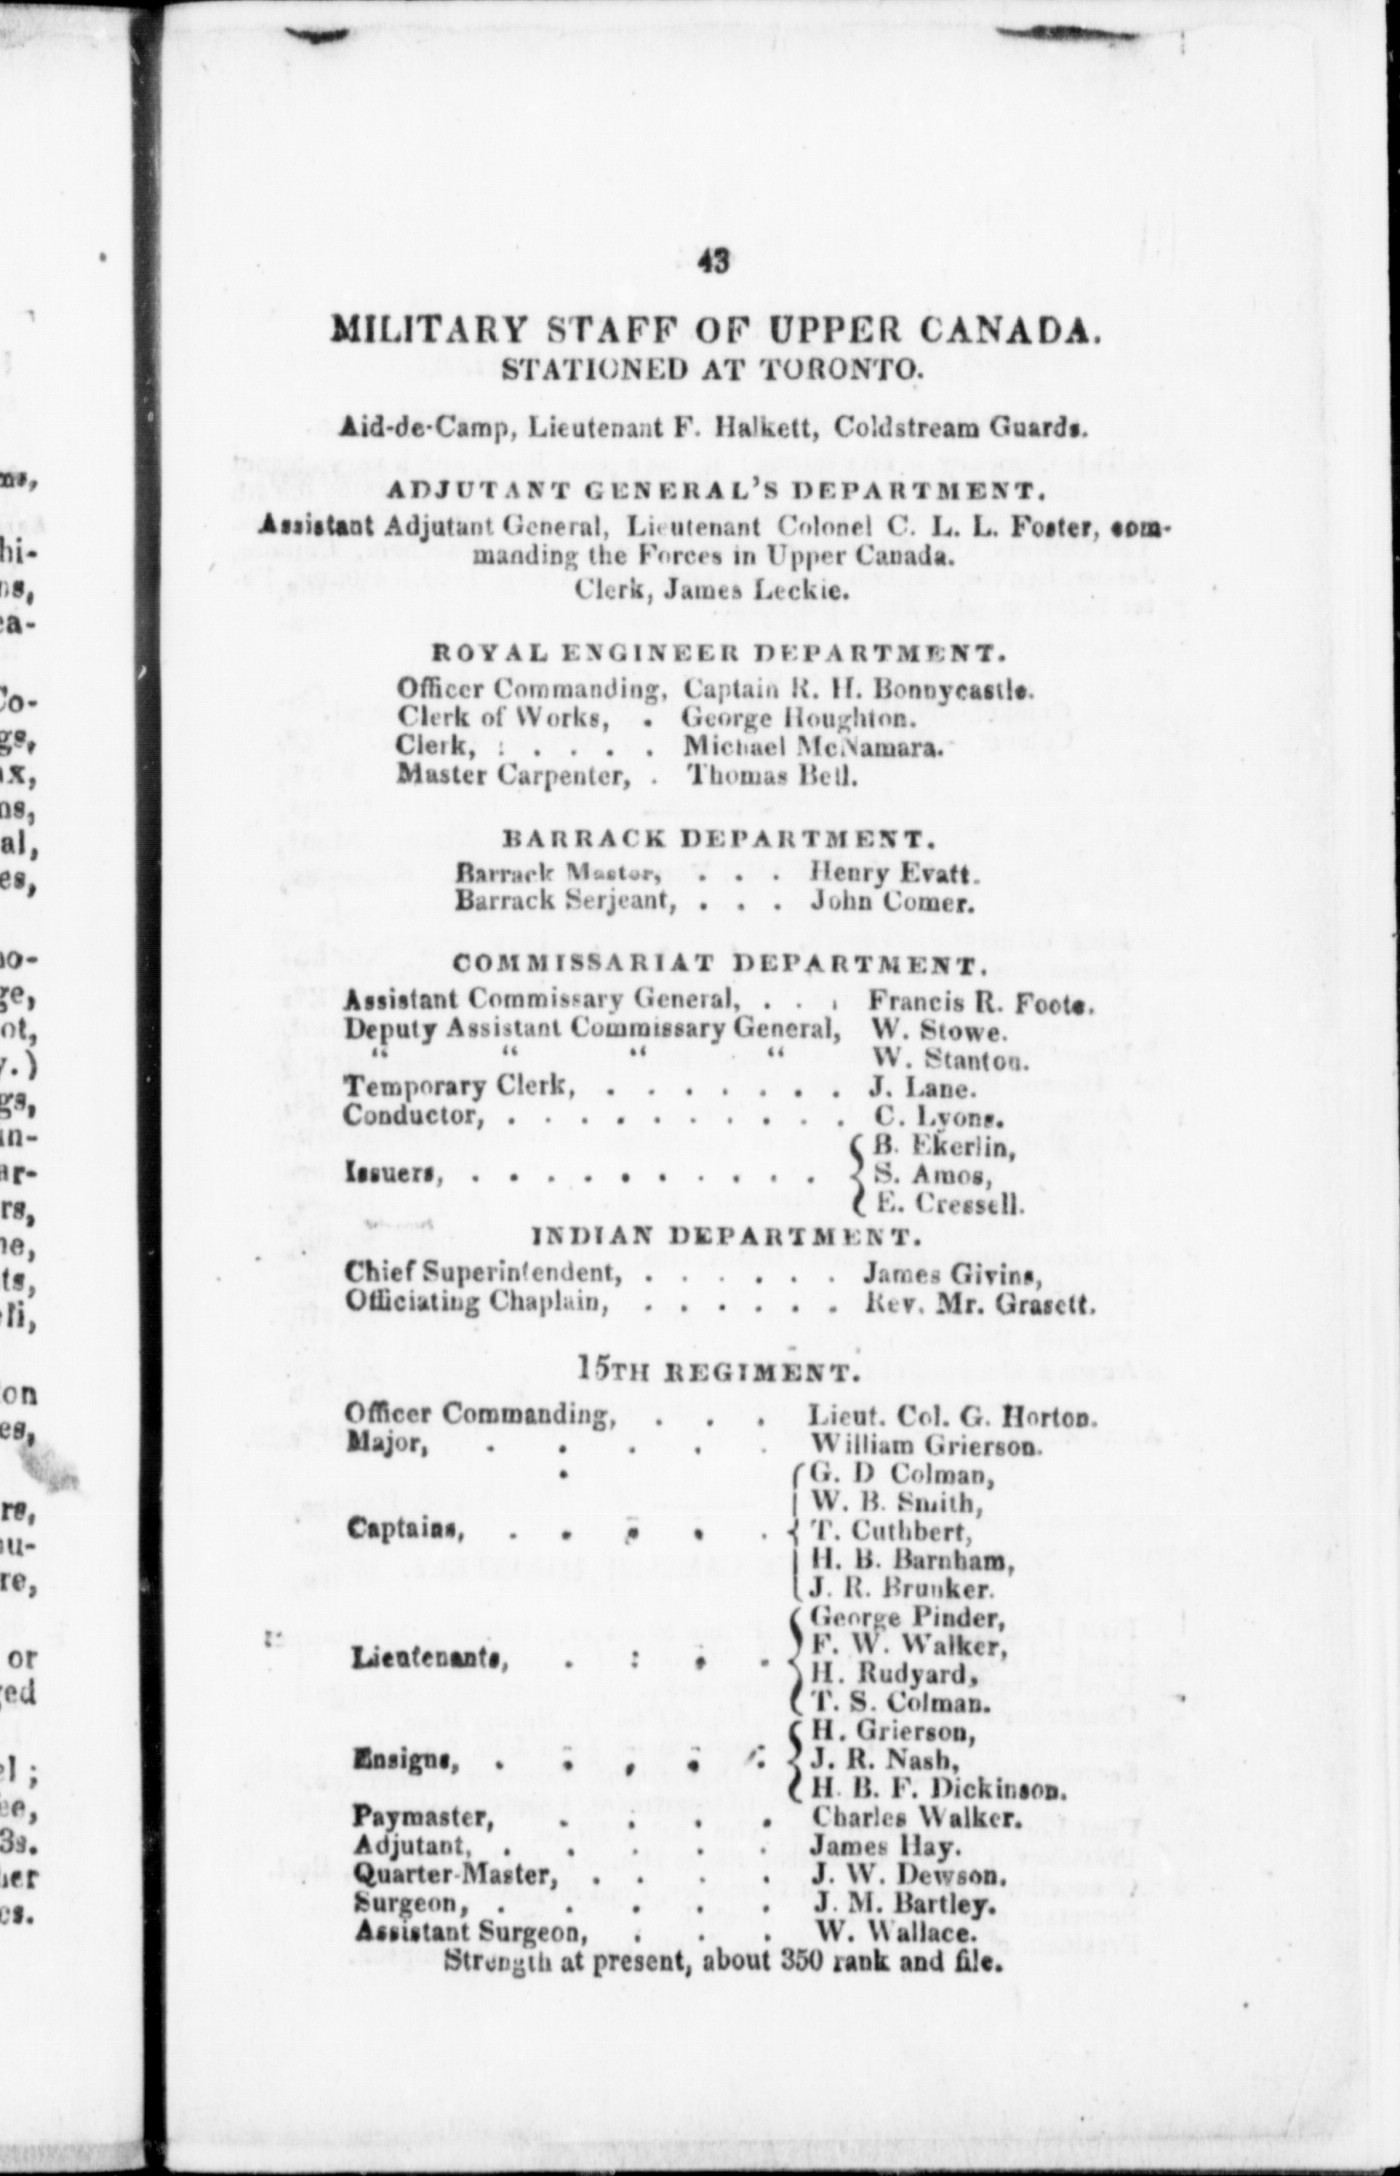 43
MILITARY STAFF OF UPPER CANADA.
STATIONED AT TORONTO.
Aid-de-Camp, Lieutenant F. Halkett, Coldstream Guards.
ADJUTANT GENERAL'S DEPARTMENT.
Assistant Adjutant General, Lieutenant Colonel C. L. L. Foster, com-
manding the Forces in Upper Canada.
Clerk, James Leckie.
ROYAL ENGINEER DEPARTMENT.
Officer Commanding, Captain R. H. Bonnycastle.
Clerk of Works, . George Houghton.
Clerk, : . . . . Michael McNamara.
Master Carpenter, . Thomas Bell.
BARRACK DEPARTMENT.
Barrack Master, . . . Henry Evatt.
Barrack Serjeant, . . . John Comer.
COMMISSARIAT DEPARTMENT.
Assistant Commissary General, . . . Francis R. Foote.
Deputy Assistant Commissary General, W. Stowe.
" " " " W. Stanton.
Temporary Clerk, . . . . . . . J. Lane.
Conductor, . . . . . . . . . . C. Lyons.
B. Ekerlin,
Issuers, . . . . . . . . . . S. Amos,
E. Cressell.
INDIAN DEPARTMENT.
Chief Superintendent, . . . . . . James Givins,
Officiating Chaplain, . . . . . . Rev. Mr. Grasett.
15TH REGIMENT.
Officer Commanding, . . . Lieut. Col. G. Horton.
Major, . . . . . William Grierson.
G. D Colman,
W. B. Smith,
Captains, . . . . . T. Cuthbert,
H. B. Barnham,
J. R. Brunker.
George Pinder,
F. W. Walker,
Lieutenants, . : . . H. Rudyard,
T. S. Colman.
H. Grierson,
Ensigns, . . . . . J. R. Nash,
H. B. F. Dickinson.
Paymaster, . . . . Charles Walker.
Adjutant, . . . . . James Hay.
Quarter-Master, . . . . J. W. Dewson.
Surgeon, . . . . . J. M. Bartley.
Assistant Surgeon, . . . W. Wallace.
Strength at present, about 350 rank and file.